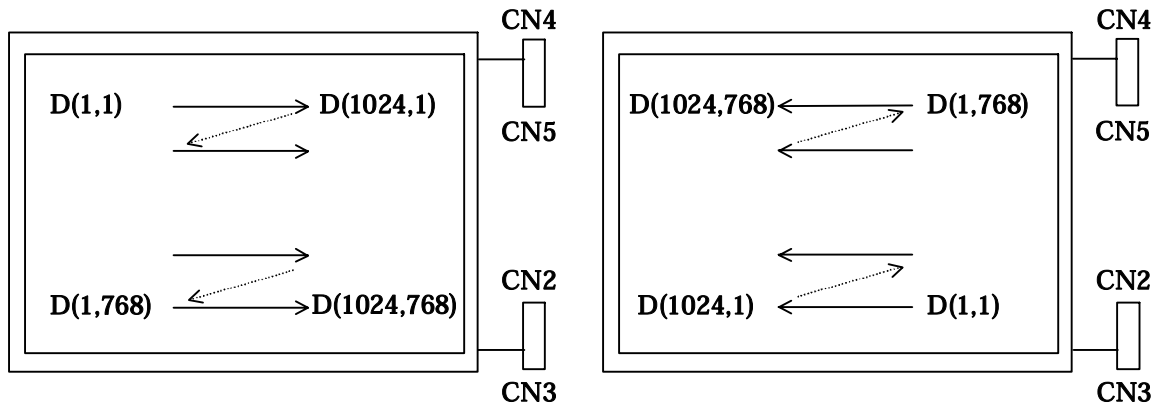 CN4 CN4
D(1,1) D(1024,1) D(1024,768) D(1,768)
CN5 CN5
CN2 CN2
D(1,768) D(1024,768) D(1024,1) D(1,1)
CN3 CN3